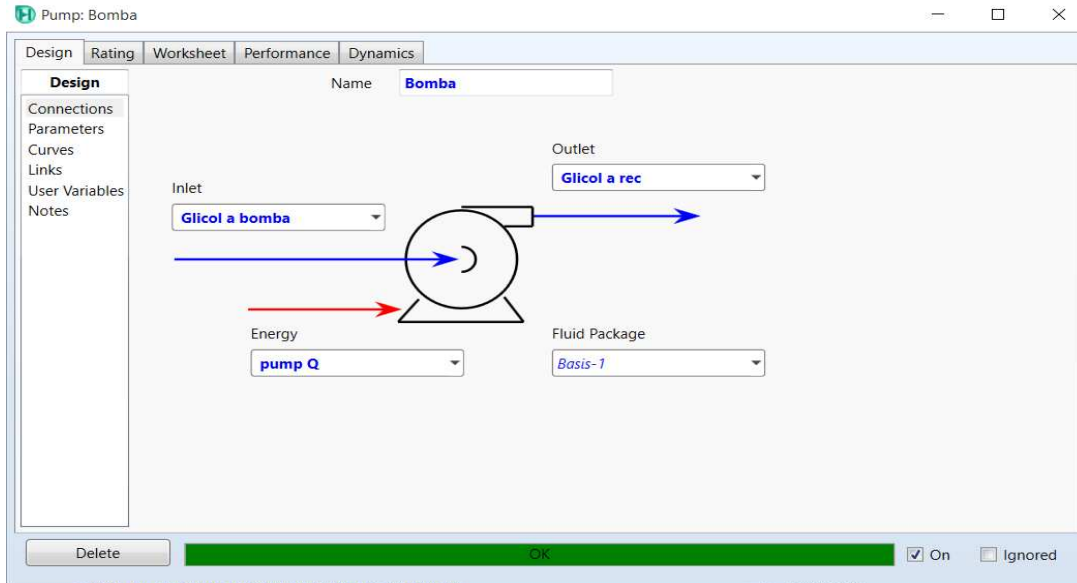 Pump: Bomba
Design Rating Worksheet Performance Dynamics
Design
Connections
Parameters
Curves
Links
User Variables
Notes
Name Bomba
Outlet
Glicol a rec
Inlet
Glicol a bomba
Energy
pump Q
Fluid Package
Basis-1
Delete OK On Ignored